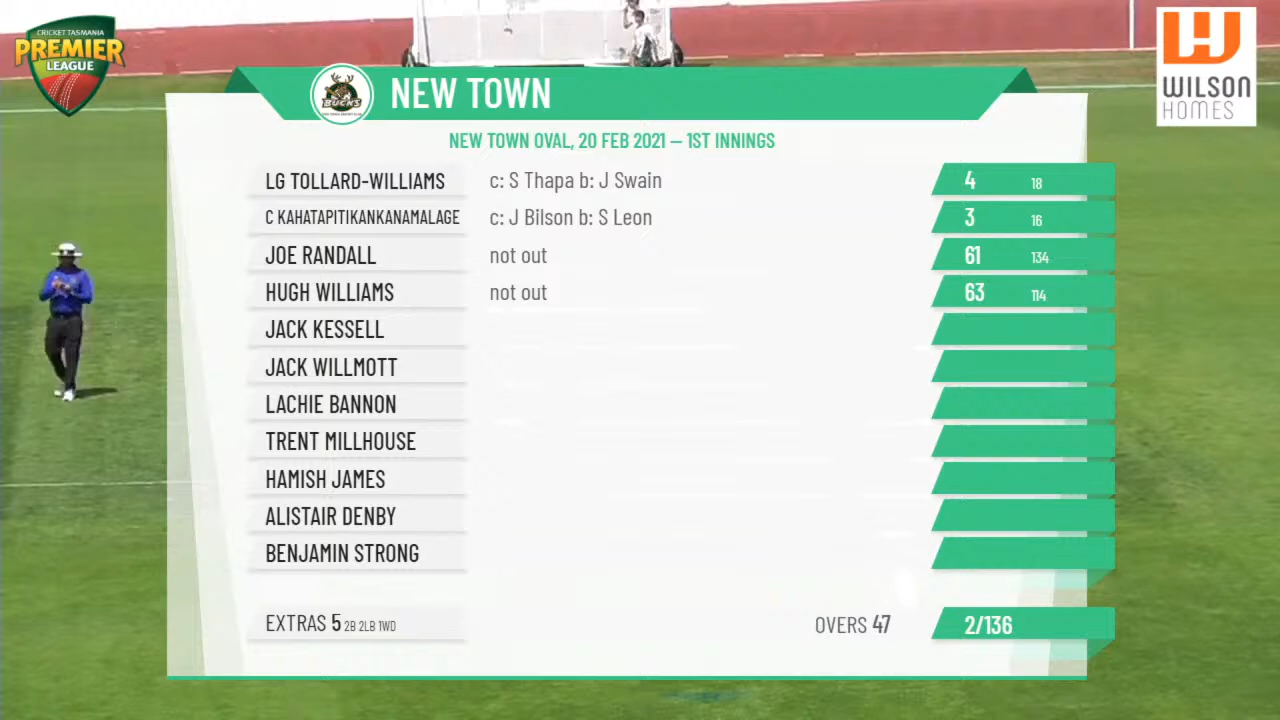 CRICKET TASMANIA
PREMIER
LEAGUE
WILSON
HOMES
BUCKS
NEW TOWN
NEW TOWN OVAL, 20 FEB 2021 – 1ST INNINGS
LG TOLLARD-WILLIAMS c: S Thapa b: J Swain 4 18
C KAHATAPITIKANKANAMALAGE c: J Bilson b: S Leon 3 16
JOE RANDALL not out 61 134
HUGH WILLIAMS not out 63 114
JACK KESSELL
JACK WILLMOTT
LACHIE BANNON
TRENT MILLHOUSE
HAMISH JAMES
ALISTAIR DENBY
BENJAMIN STRONG
EXTRAS 5 2B 2LB 1WD OVERS 47 2/136